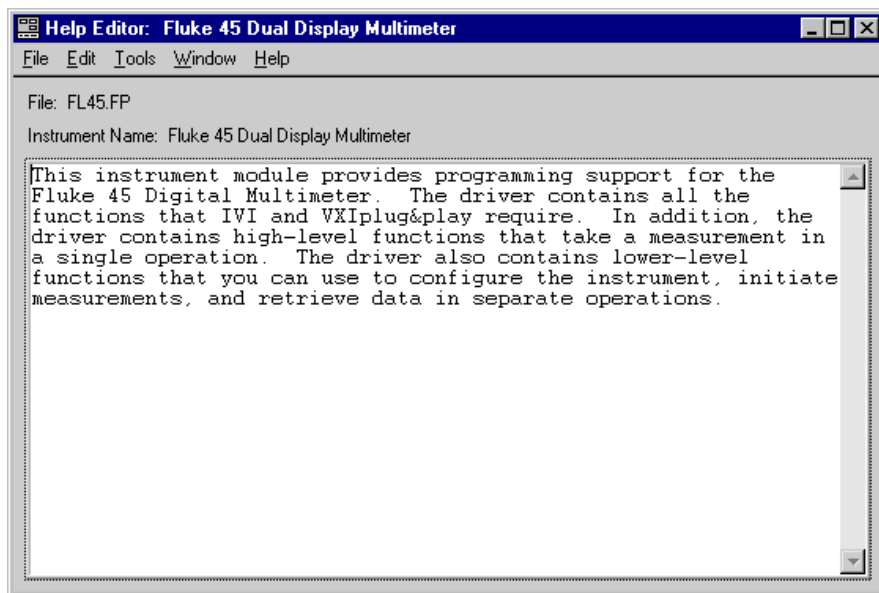 Help Editor: Fluke 45 Dual Display Multimeter
File Edit Tools Window Help
File: FL45.FP
Instrument Name: Fluke 45 Dual Display Multimeter
This instrument module provides programming support for the
Fluke 45 Digital Multimeter.  The driver contains all the
functions that IVI and VXIplug&play require.  In addition, the
driver contains high-level functions that take a measurement in
a single operation.  The driver also contains lower-level
functions that you can use to configure the instrument, initiate
measurements, and retrieve data in separate operations.